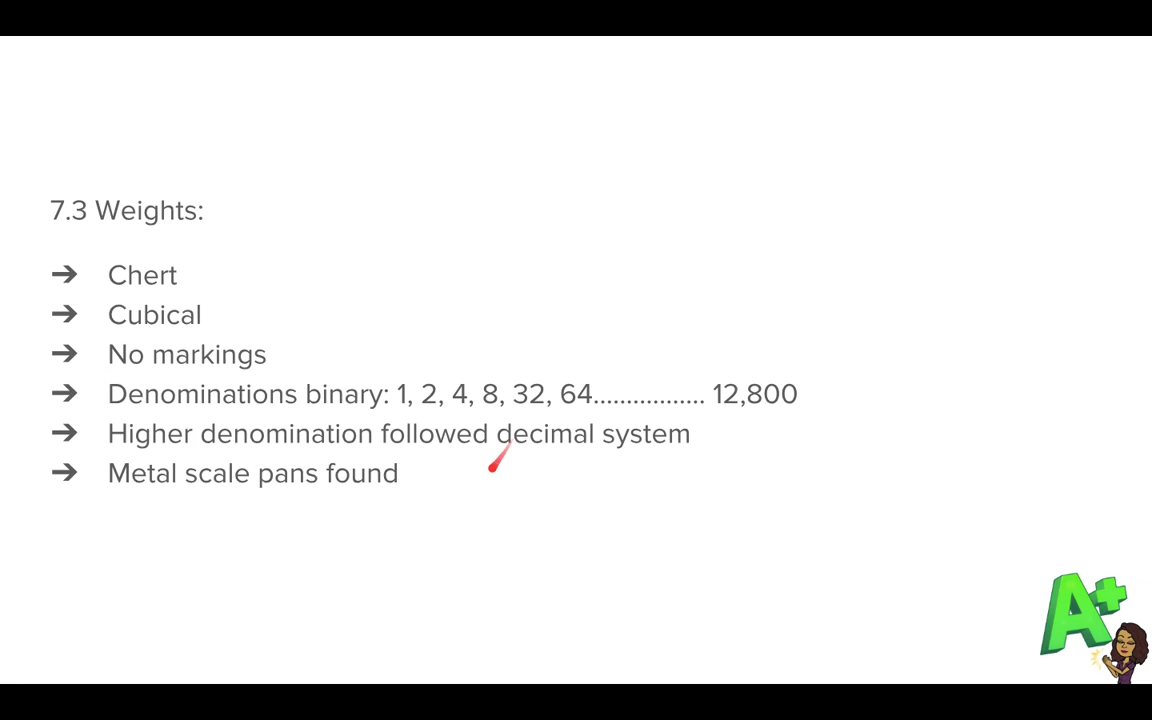 7.3 Weights:
➔ Chert
➔ Cubical
➔ No markings
➔ Denominations binary: 1, 2, 4, 8, 32, 64................. 12,800
➔ Higher denomination followed decimal system
➔ Metal scale pans found
A+